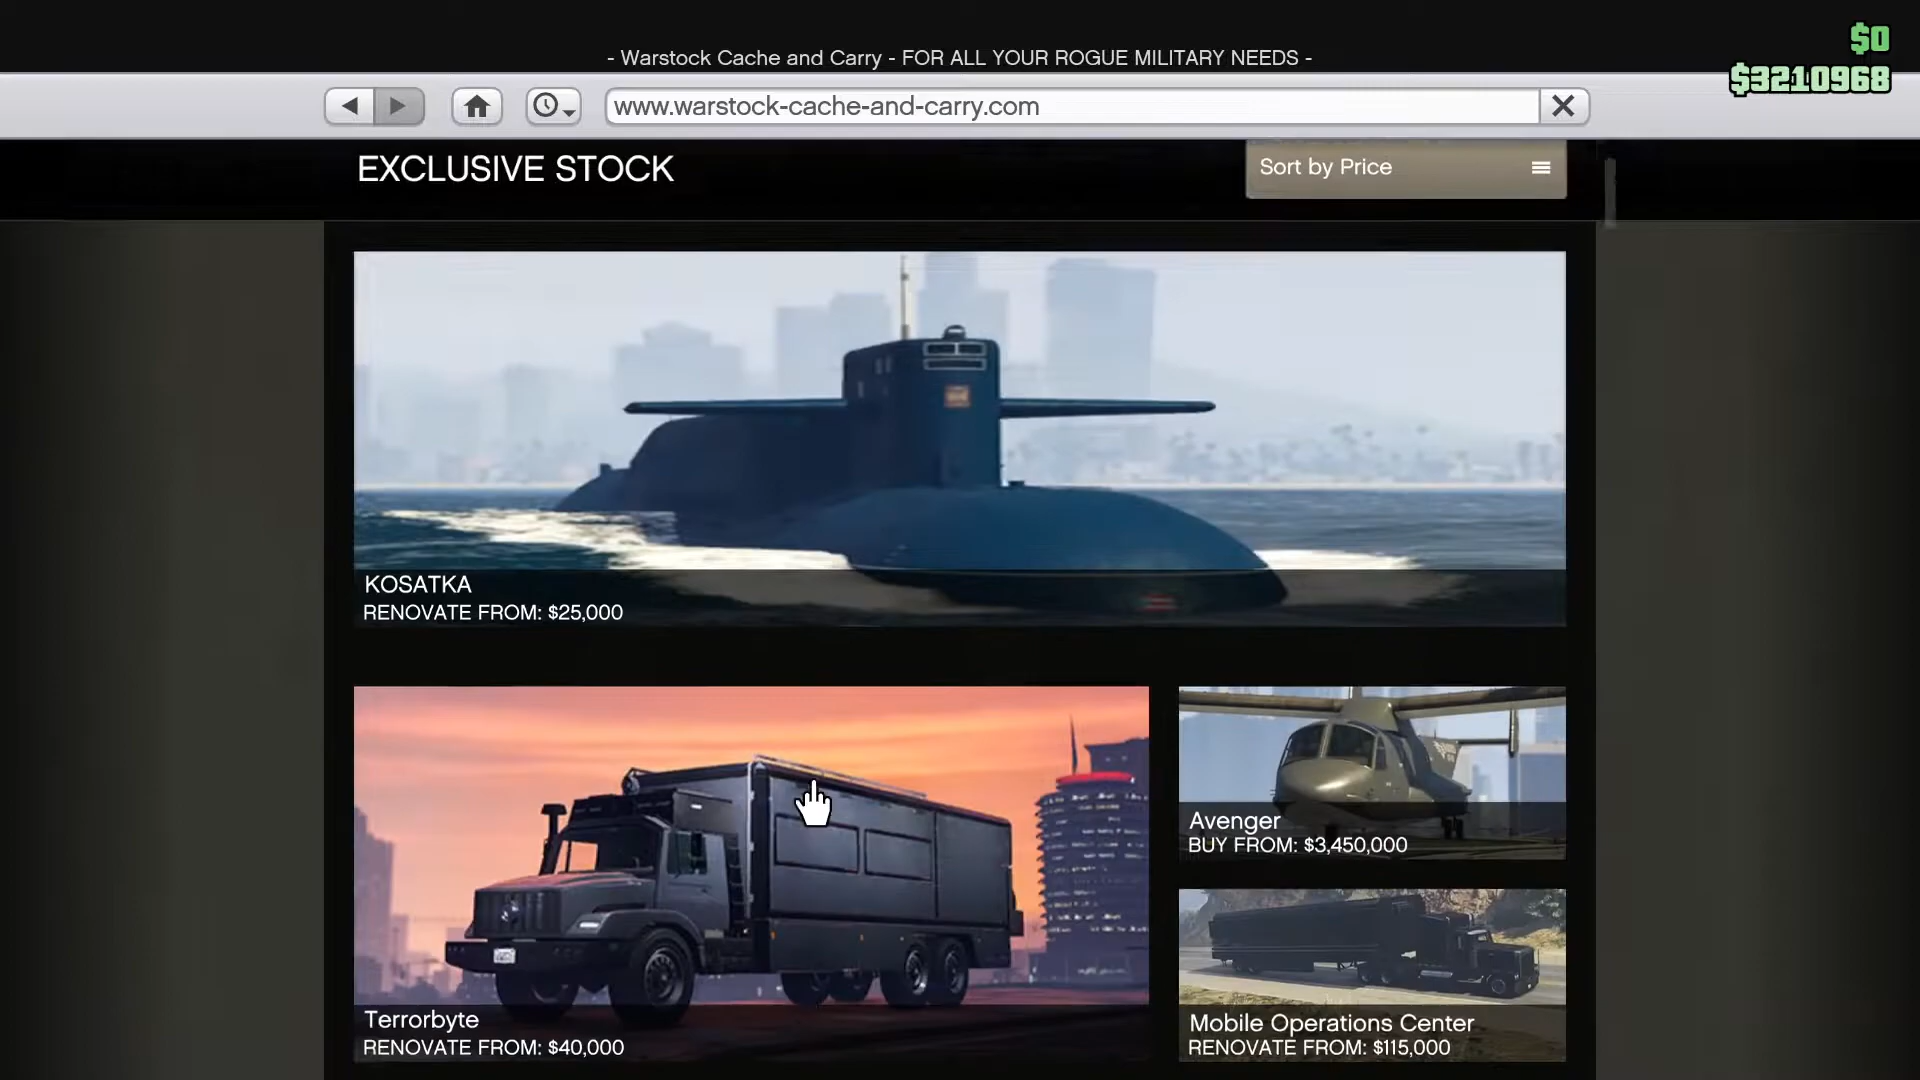 $0
- Warstock Cache and Carry - FOR ALL YOUR ROGUE MILITARY NEEDS -
$3210968
www.warstock-cache-and-carry.com
EXCLUSIVE STOCK
Sort by Price
KOSATKA
RENOVATE FROM: $25,000
Terrorbyte
RENOVATE FROM: $40,000
Avenger
BUY FROM: $3,450,000
Mobile Operations Center
RENOVATE FROM: $115,000